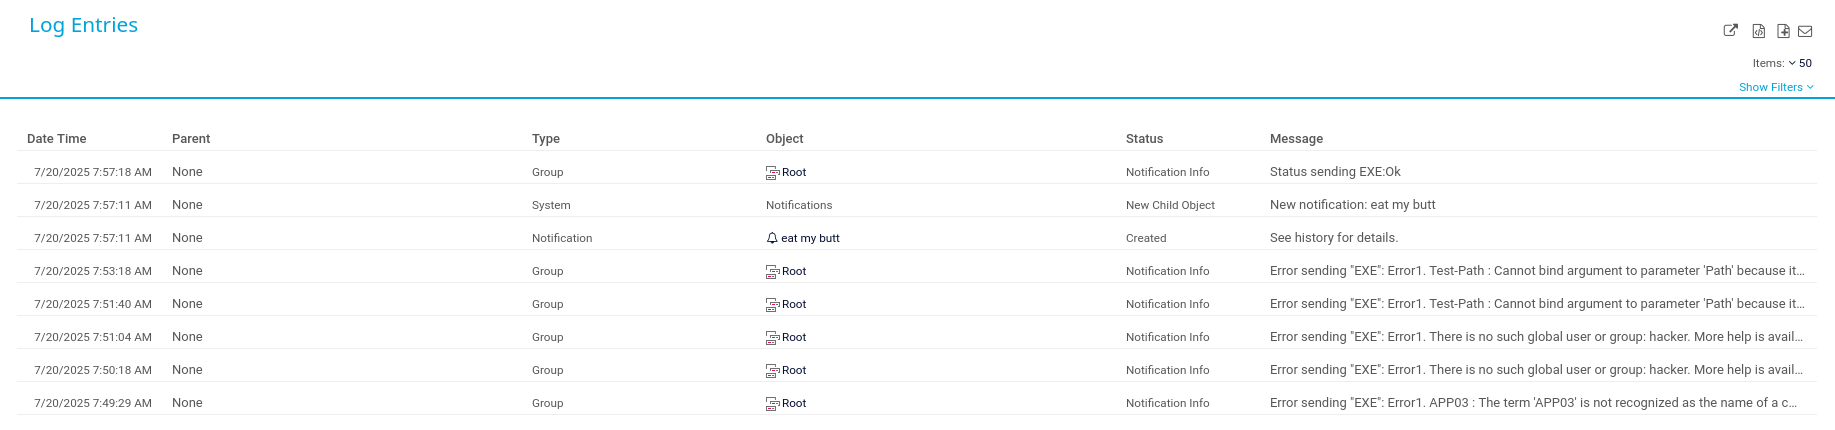 Log Entries
Items: 50
Show Filters
Date Time Parent Type Object Status Message
7/20/2025 7:57:18 AM None Group Root Notification Info Status sending EXE:Ok
7/20/2025 7:57:11 AM None System Notifications New Child Object New notification: eat my butt
7/20/2025 7:57:11 AM None Notification eat my butt Created See history for details.
7/20/2025 7:53:18 AM None Group Root Notification Info Error sending "EXE": Error1. Test-Path : Cannot bind argument to parameter 'Path' because it...
7/20/2025 7:51:40 AM None Group Root Notification Info Error sending "EXE": Error1. Test-Path : Cannot bind argument to parameter 'Path' because it...
7/20/2025 7:51:04 AM None Group Root Notification Info Error sending "EXE": Error1. There is no such global user or group: hacker. More help is avail...
7/20/2025 7:50:18 AM None Group Root Notification Info Error sending "EXE": Error1. There is no such global user or group: hacker. More help is avail...
7/20/2025 7:49:29 AM None Group Root Notification Info Error sending "EXE": Error1. APP03 : The term 'APP03' is not recognized as the name of a c...